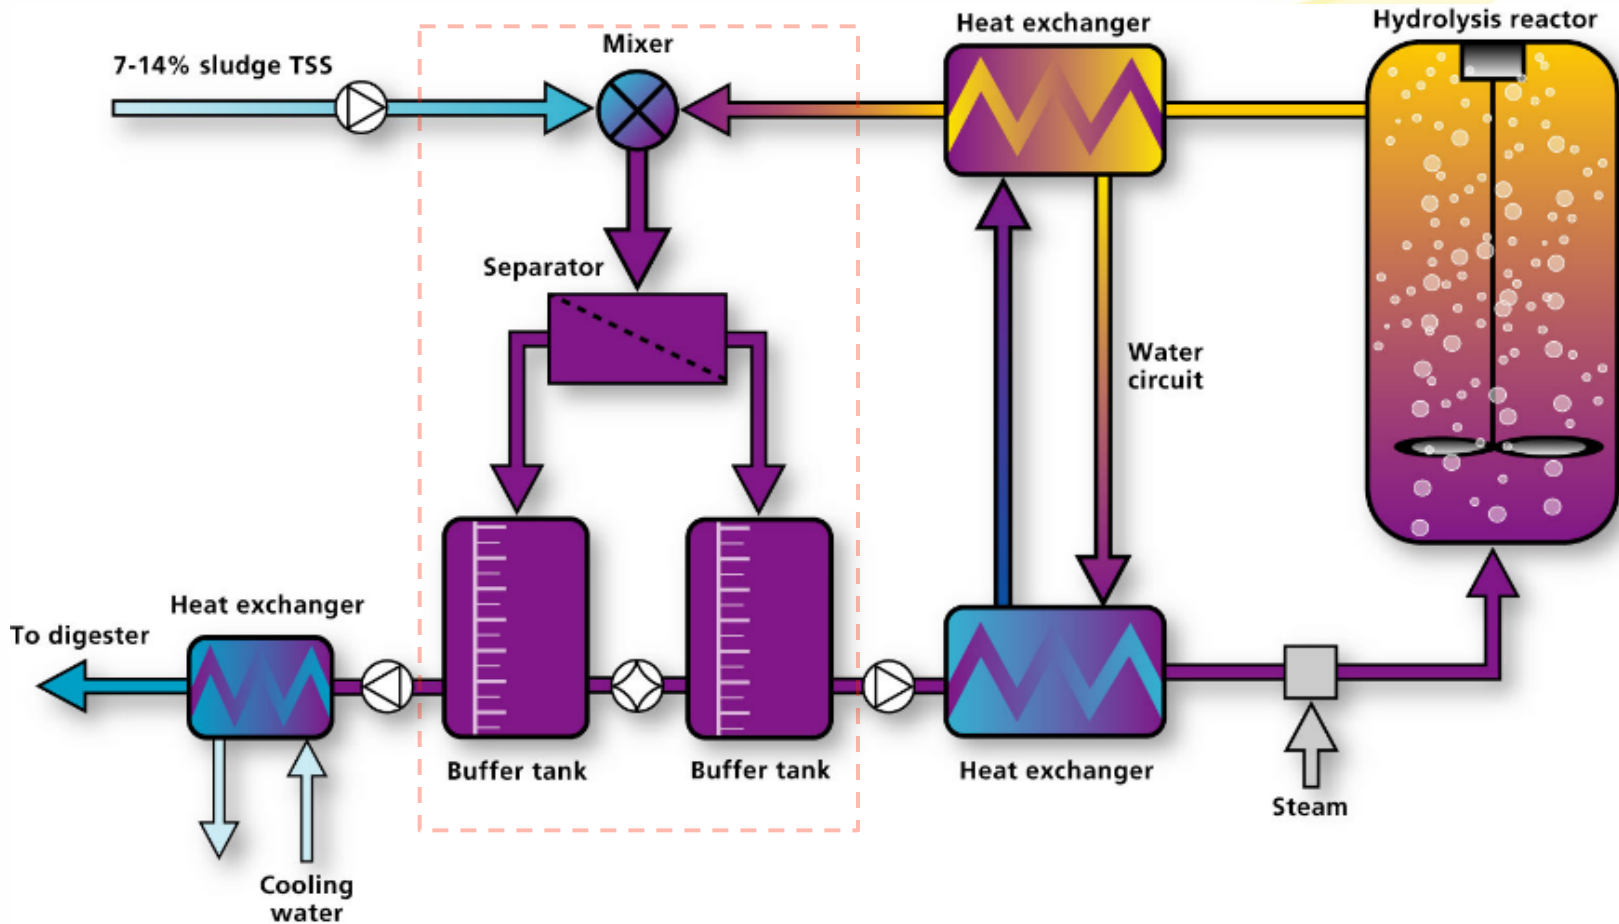 Heat exchanger
Hydrolysis reactor
Mixer
7-14% sludge TSS
Separator
Water
circuit
Heat exchanger
To digester
Buffer tank
Buffer tank
Heat exchanger
Steam
Cooling
water